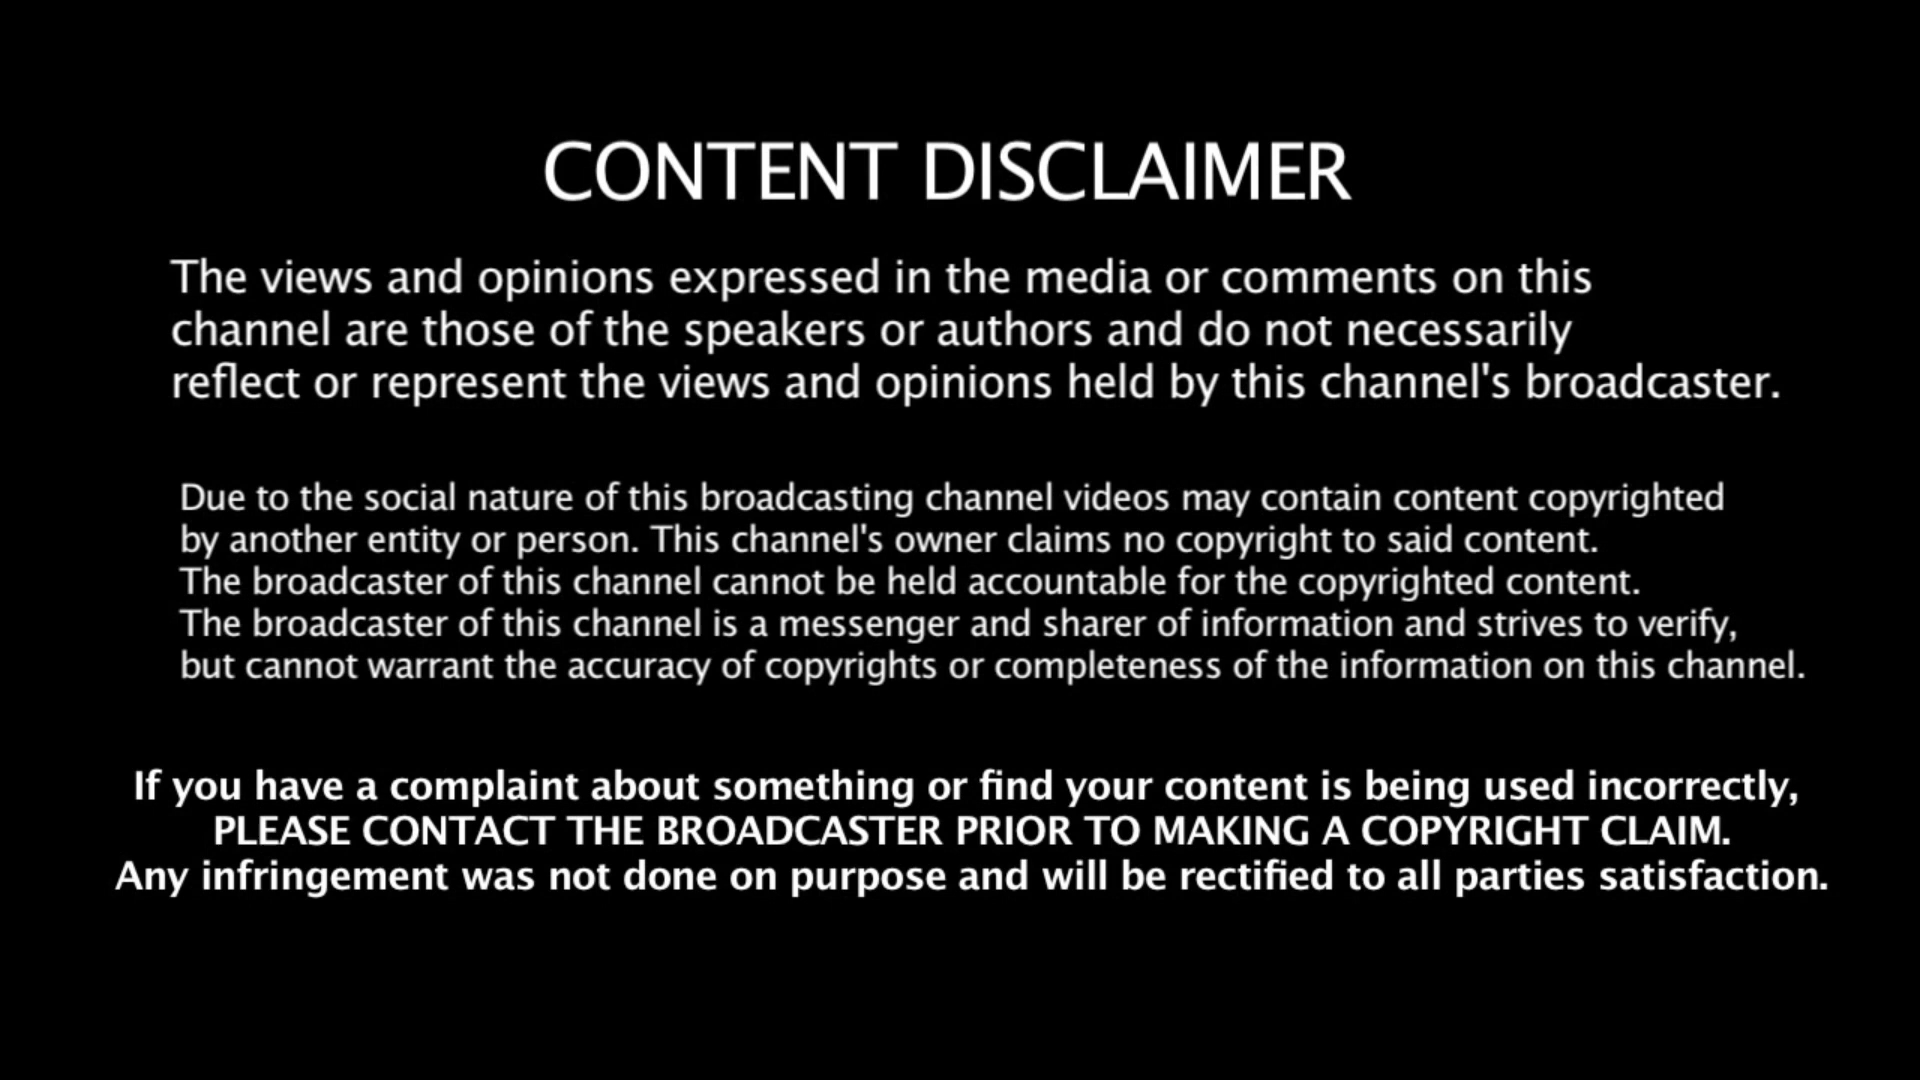 CONTENT DISCLAIMER
The views and opinions expressed in the media or comments on this
channel are those of the speakers or authors and do not necessarily
reflect or represent the views and opinions held by this channel's broadcaster.
Due to the social nature of this broadcasting channel videos may contain content copyrighted
by another entity or person. This channel's owner claims no copyright to said content.
The broadcaster of this channel cannot be held accountable for the copyrighted content.
The broadcaster of this channel is a messenger and sharer of information and strives to verify,
but cannot warrant the accuracy of copyrights or completeness of the information on this channel.
If you have a complaint about something or find your content is being used incorrectly,
PLEASE CONTACT THE BROADCASTER PRIOR TO MAKING A COPYRIGHT CLAIM.
Any infringement was not done on purpose and will be rectified to all parties satisfaction.